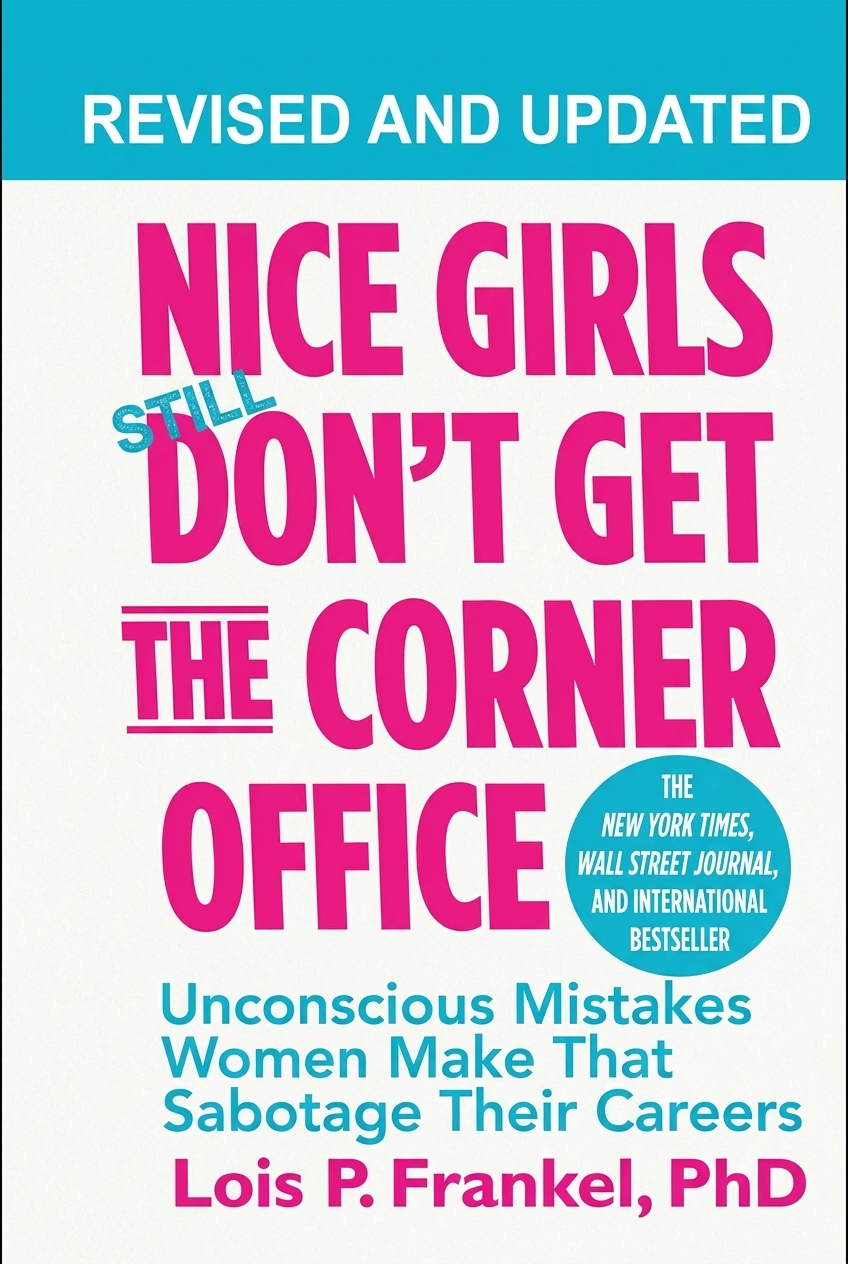 REVISED AND UPDATED
NICE GIRLS
STILL
DON'T GET
THE CORNER
OFFICE
THE
NEW YORK TIMES,
WALL STREET JOURNAL,
AND INTERNATIONAL
BESTSELLER
Unconscious Mistakes
Women Make That
Sabotage Their Careers
Lois P. Frankel, PhD